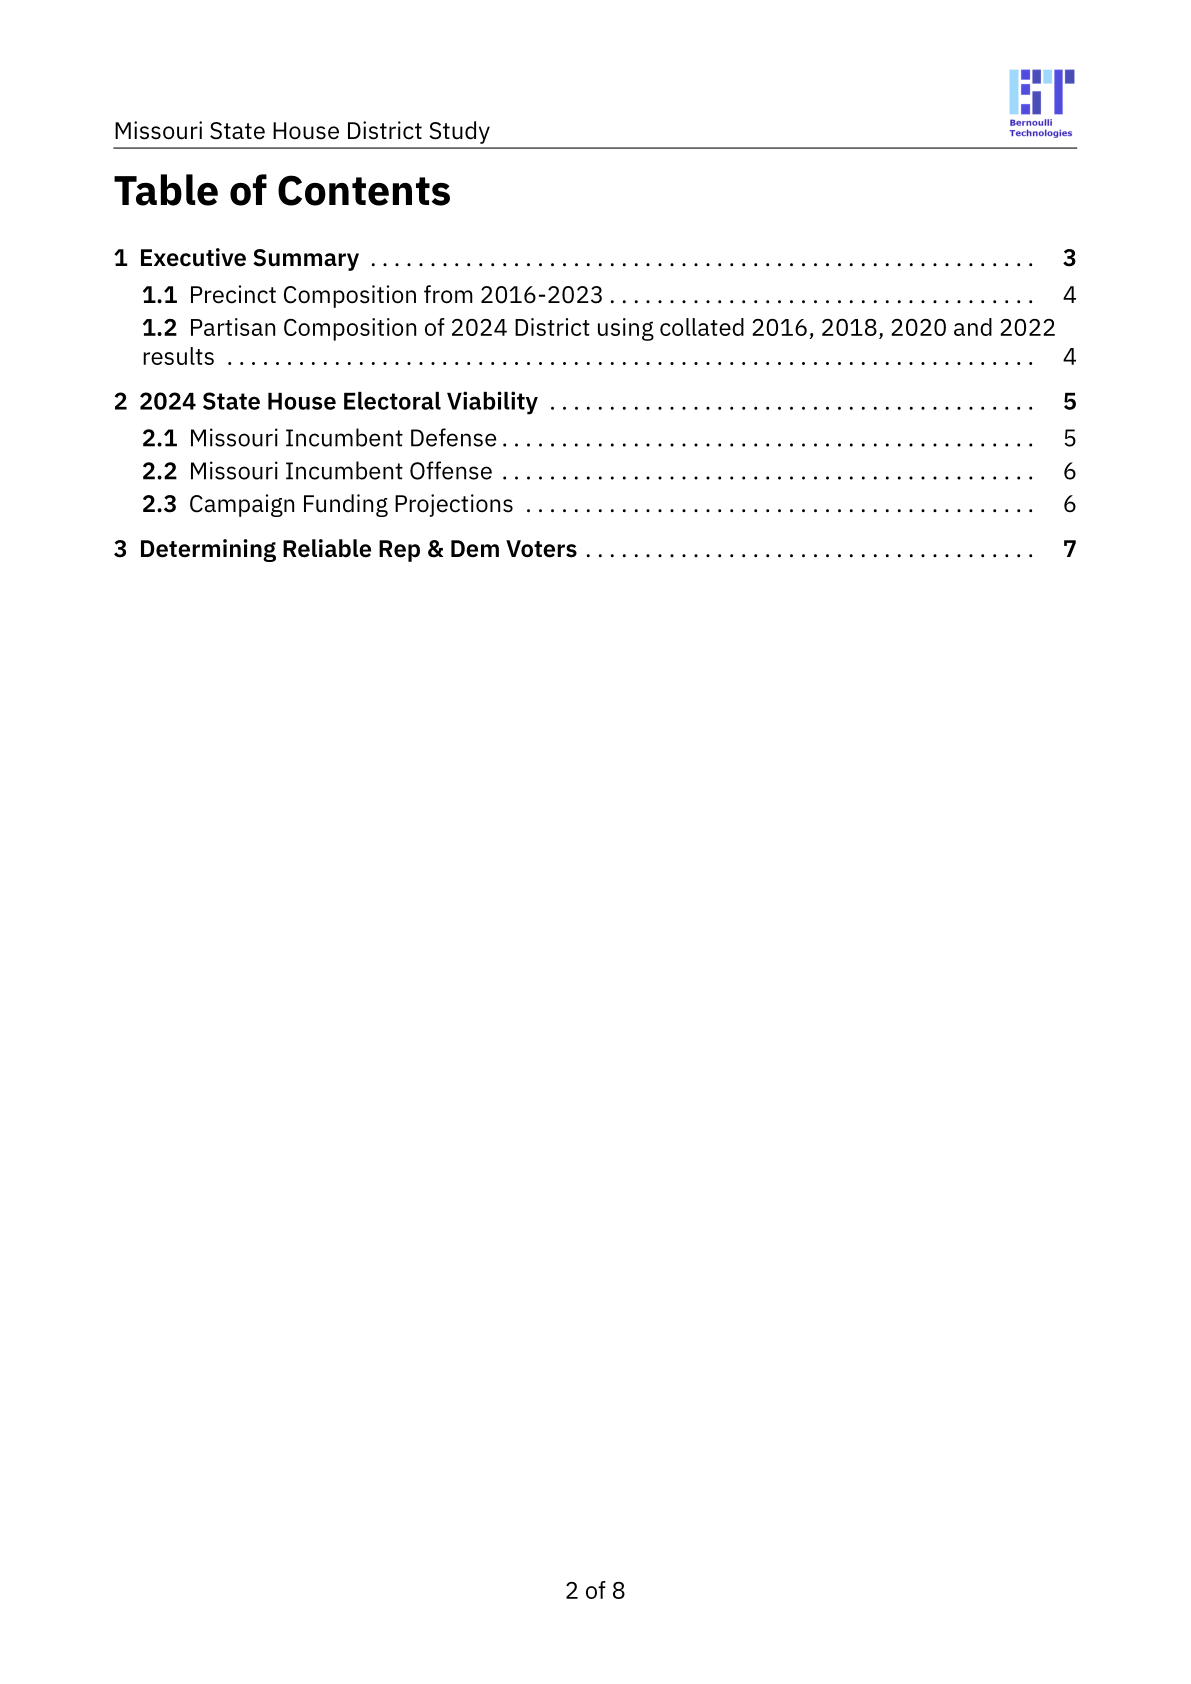 Missouri State House District Study
Bernoulli
Technologies
Table of Contents
1 Executive Summary . . . . . . . . . . . . . . . . . . . . . . . . . . . . . . . . . . . . . . . . . . . . . . . . . . . . . . . . 3
1.1 Precinct Composition from 2016-2023 . . . . . . . . . . . . . . . . . . . . . . . . . . . . . . . . . . . . 4
1.2 Partisan Composition of 2024 District using collated 2016, 2018, 2020 and 2022
results . . . . . . . . . . . . . . . . . . . . . . . . . . . . . . . . . . . . . . . . . . . . . . . . . . . . . . . . . . . . . . . . . . . . 4
2 2024 State House Electoral Viability . . . . . . . . . . . . . . . . . . . . . . . . . . . . . . . . . . . . . . . . . 5
2.1 Missouri Incumbent Defense . . . . . . . . . . . . . . . . . . . . . . . . . . . . . . . . . . . . . . . . . . . . . 5
2.2 Missouri Incumbent Offense . . . . . . . . . . . . . . . . . . . . . . . . . . . . . . . . . . . . . . . . . . . . . 6
2.3 Campaign Funding Projections . . . . . . . . . . . . . . . . . . . . . . . . . . . . . . . . . . . . . . . . . . . 6
3 Determining Reliable Rep & Dem Voters . . . . . . . . . . . . . . . . . . . . . . . . . . . . . . . . . . . . . . 7
2 of 8